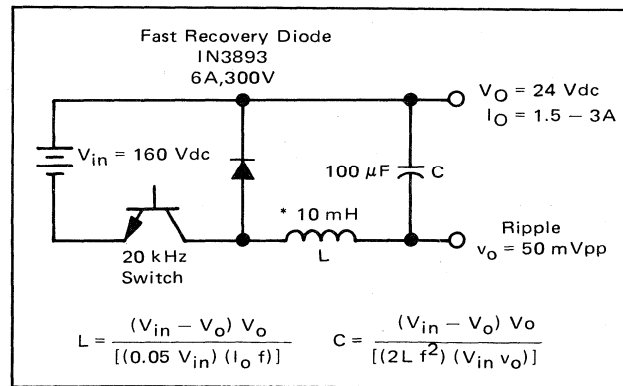 Fast Recovery Diode
IN3893
6A,300V
V_O = 24 Vdc
I_O = 1.5 – 3A
V_in = 160 Vdc
100 µF C
* 10 mH
L
20 kHz
Switch
Ripple
v_o = 50 mVpp
L = (V_in − V_o) V_o / [(0.05 V_in) (I_o f)]
C = (V_in − V_o) Vo / [(2L f²) (V_in v_o)]